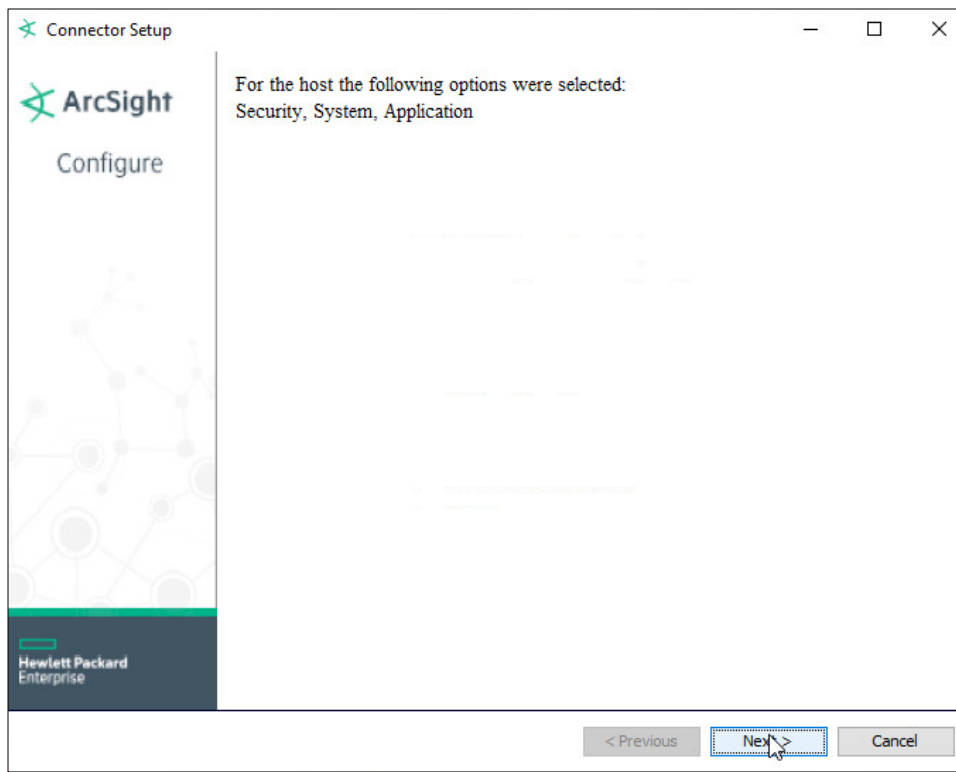 Connector Setup
ArcSight
Configure
For the host the following options were selected:
Security, System, Application
Hewlett Packard
Enterprise
< Previous
Next >
Cancel